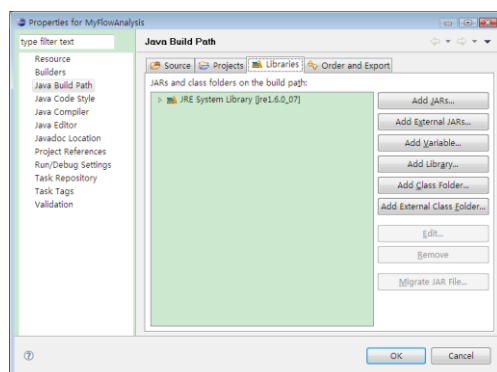 Properties for MyFlowAnalysis
type filter text
Resource
Builders
Java Build Path
Java Code Style
Java Compiler
Java Editor
Javadoc Location
Project References
Run/Debug Settings
Task Repository
Task Tags
Validation
Java Build Path
Source
Projects
Libraries
Order and Export
JARs and class folders on the build path:
JRE System Library [jre1.6.0_07]
Add JARs...
Add External JARs...
Add Variable...
Add Library...
Add Class Folder...
Add External Class Folder...
Edit...
Remove
Migrate JAR File...
?
OK
Cancel